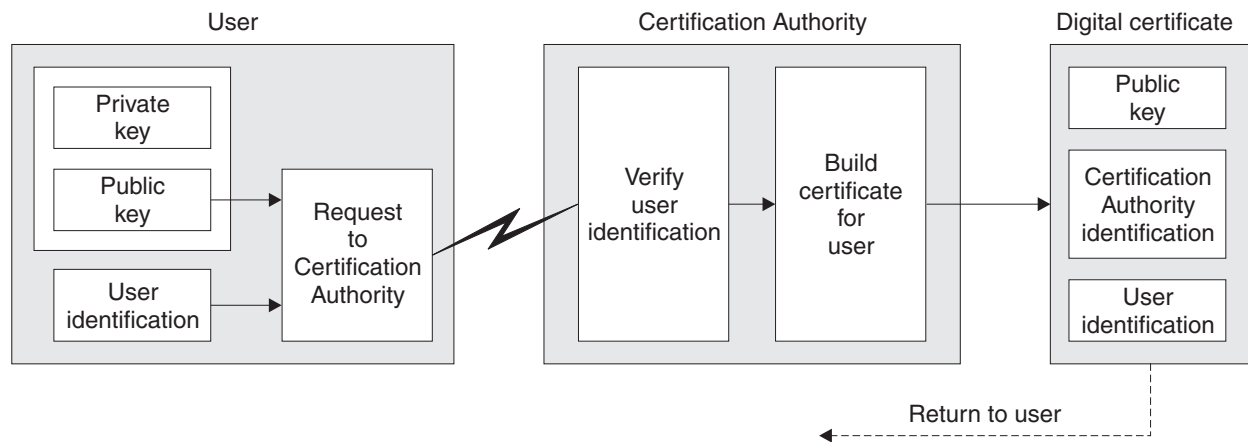 User
Private
key
Public
key
User
identification
Request
to
Certification
Authority
Certification Authority
Verify
user
identification
Build
certificate
for
user
Digital certificate
Public
key
Certification
Authority
identification
User
identification
Return to user